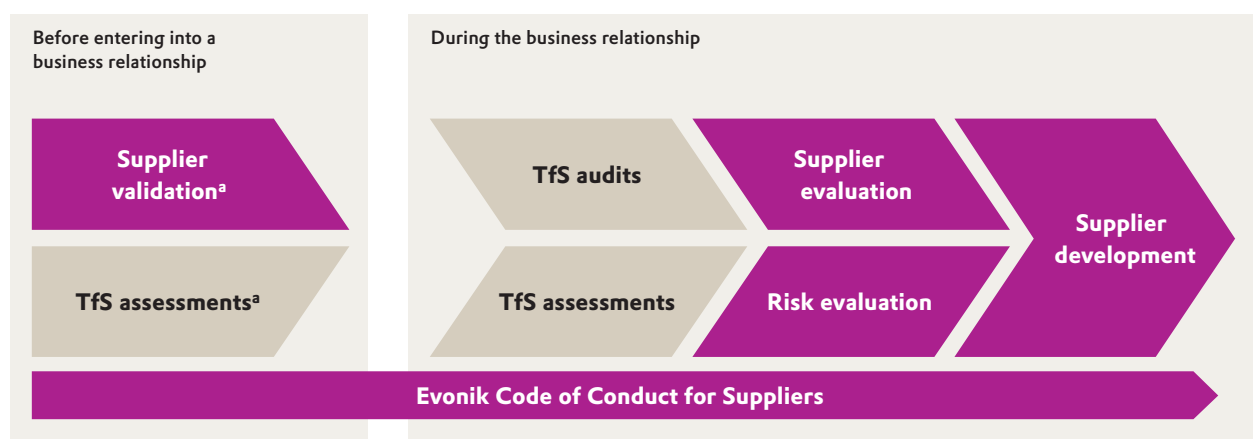 Before entering into a
business relationship
During the business relationship
Supplier
validationᵃ
TfS assessmentsᵃ
TfS audits
Supplier
evaluation
TfS assessments
Risk evaluation
Supplier
development
Evonik Code of Conduct for Suppliers